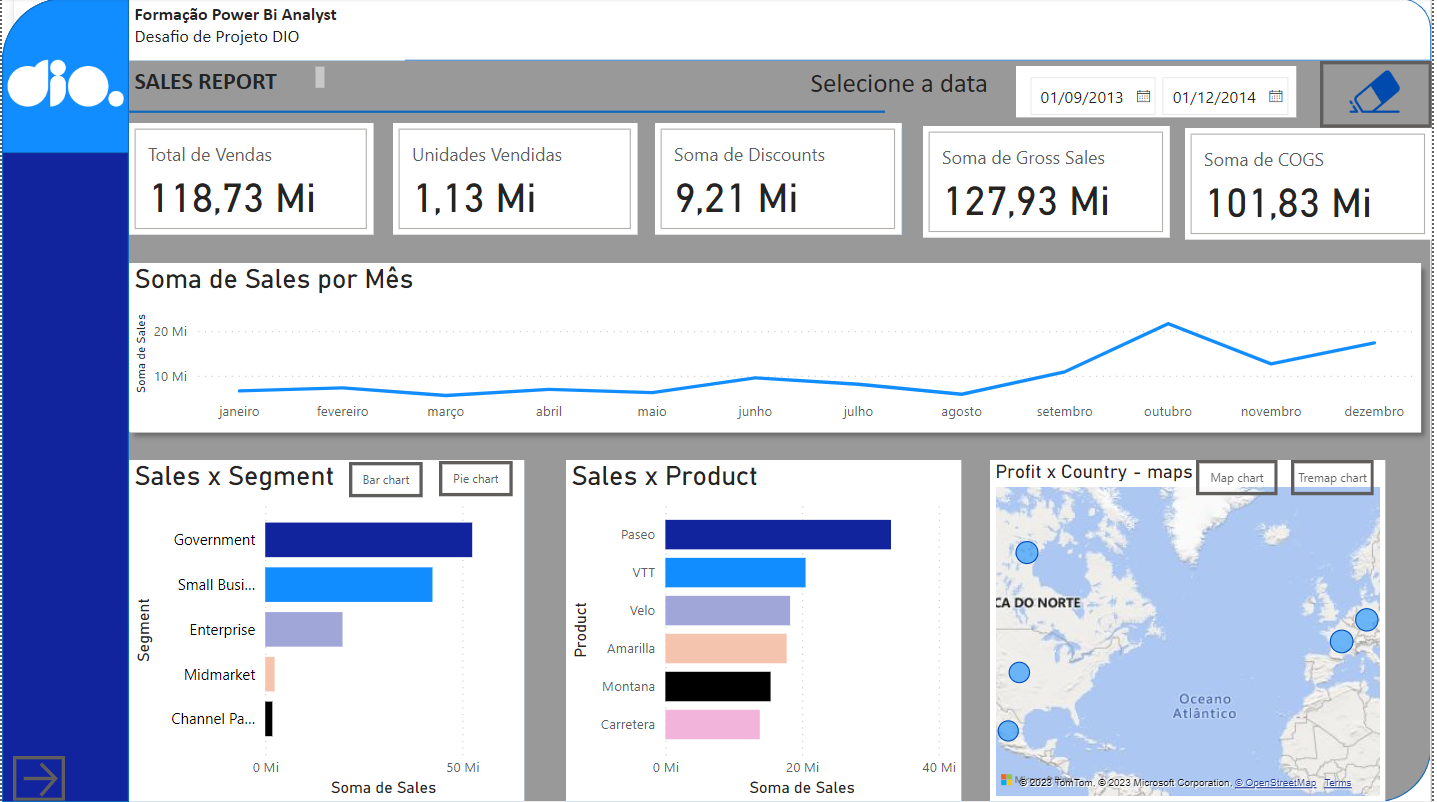 Formação Power Bi Analyst
Desafio de Projeto DIO
dio.
SALES REPORT
Selecione a data
01/09/2013
01/12/2014
Total de Vendas
118,73 Mi
Unidades Vendidas
1,13 Mi
Soma de Discounts
9,21 Mi
Soma de Gross Sales
127,93 Mi
Soma de COGS
101,83 Mi
Soma de Sales por Mês
Soma de Sales
20 Mi
10 Mi
janeiro fevereiro março abril maio junho julho agosto setembro outubro novembro dezembro
Sales x Segment
Bar chart
Pie chart
Segment
Government
Small Busi...
Enterprise
Midmarket
Channel Pa...
0 Mi 50 Mi
Soma de Sales
Sales x Product
Product
Paseo
VTT
Velo
Amarilla
Montana
Carretera
0 Mi 20 Mi 40 Mi
Soma de Sales
Profit x Country - maps
Map chart
Tremap chart
CA DO NORTE
Oceano
Atlântico
© 2023 TomTom, © 2023 Microsoft Corporation, © OpenStreetMap Terms